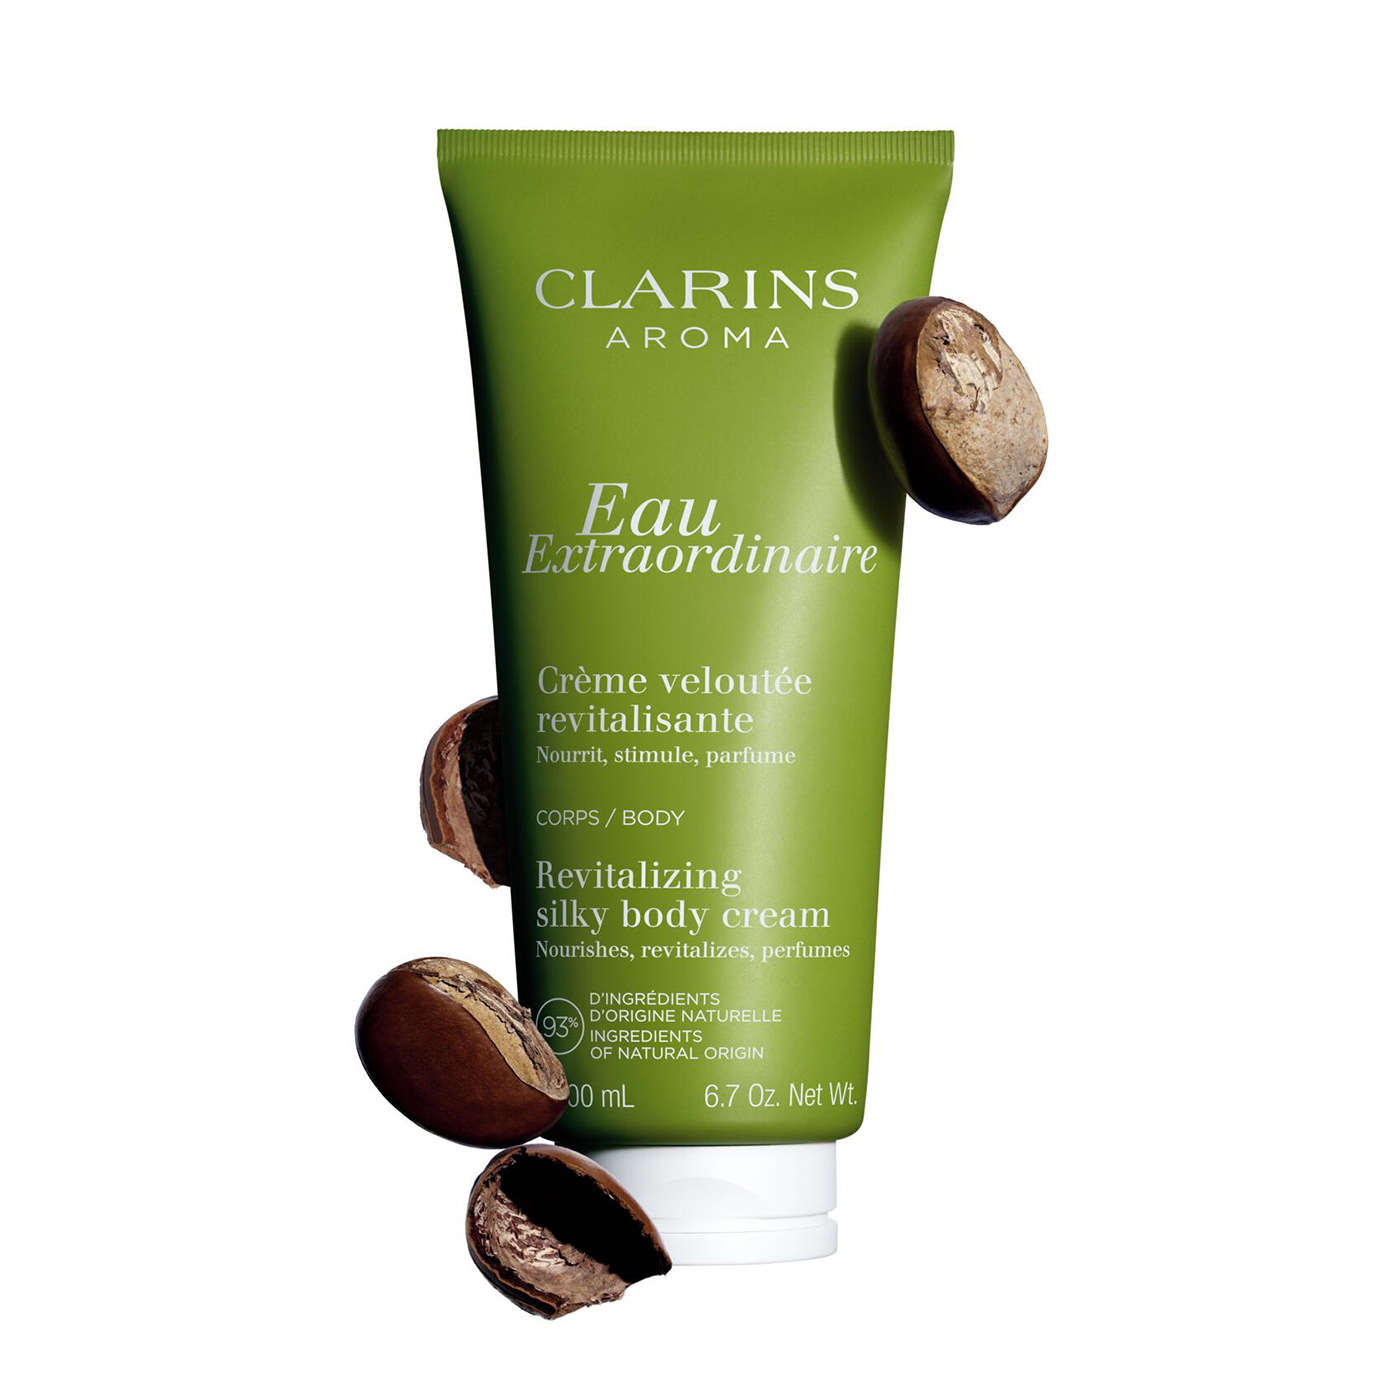 CLARINS
AROMA
Eau
Extraordinaire
Crème veloutée
revitalisante
Nourrit, stimule, parfume
CORPS / BODY
Revitalizing
silky body cream
Nourishes, revitalizes, perfumes
93%
D'INGRÉDIENTS
D'ORIGINE NATURELLE
INGREDIENTS
OF NATURAL ORIGIN
mL 6.7 Oz. Net Wt.